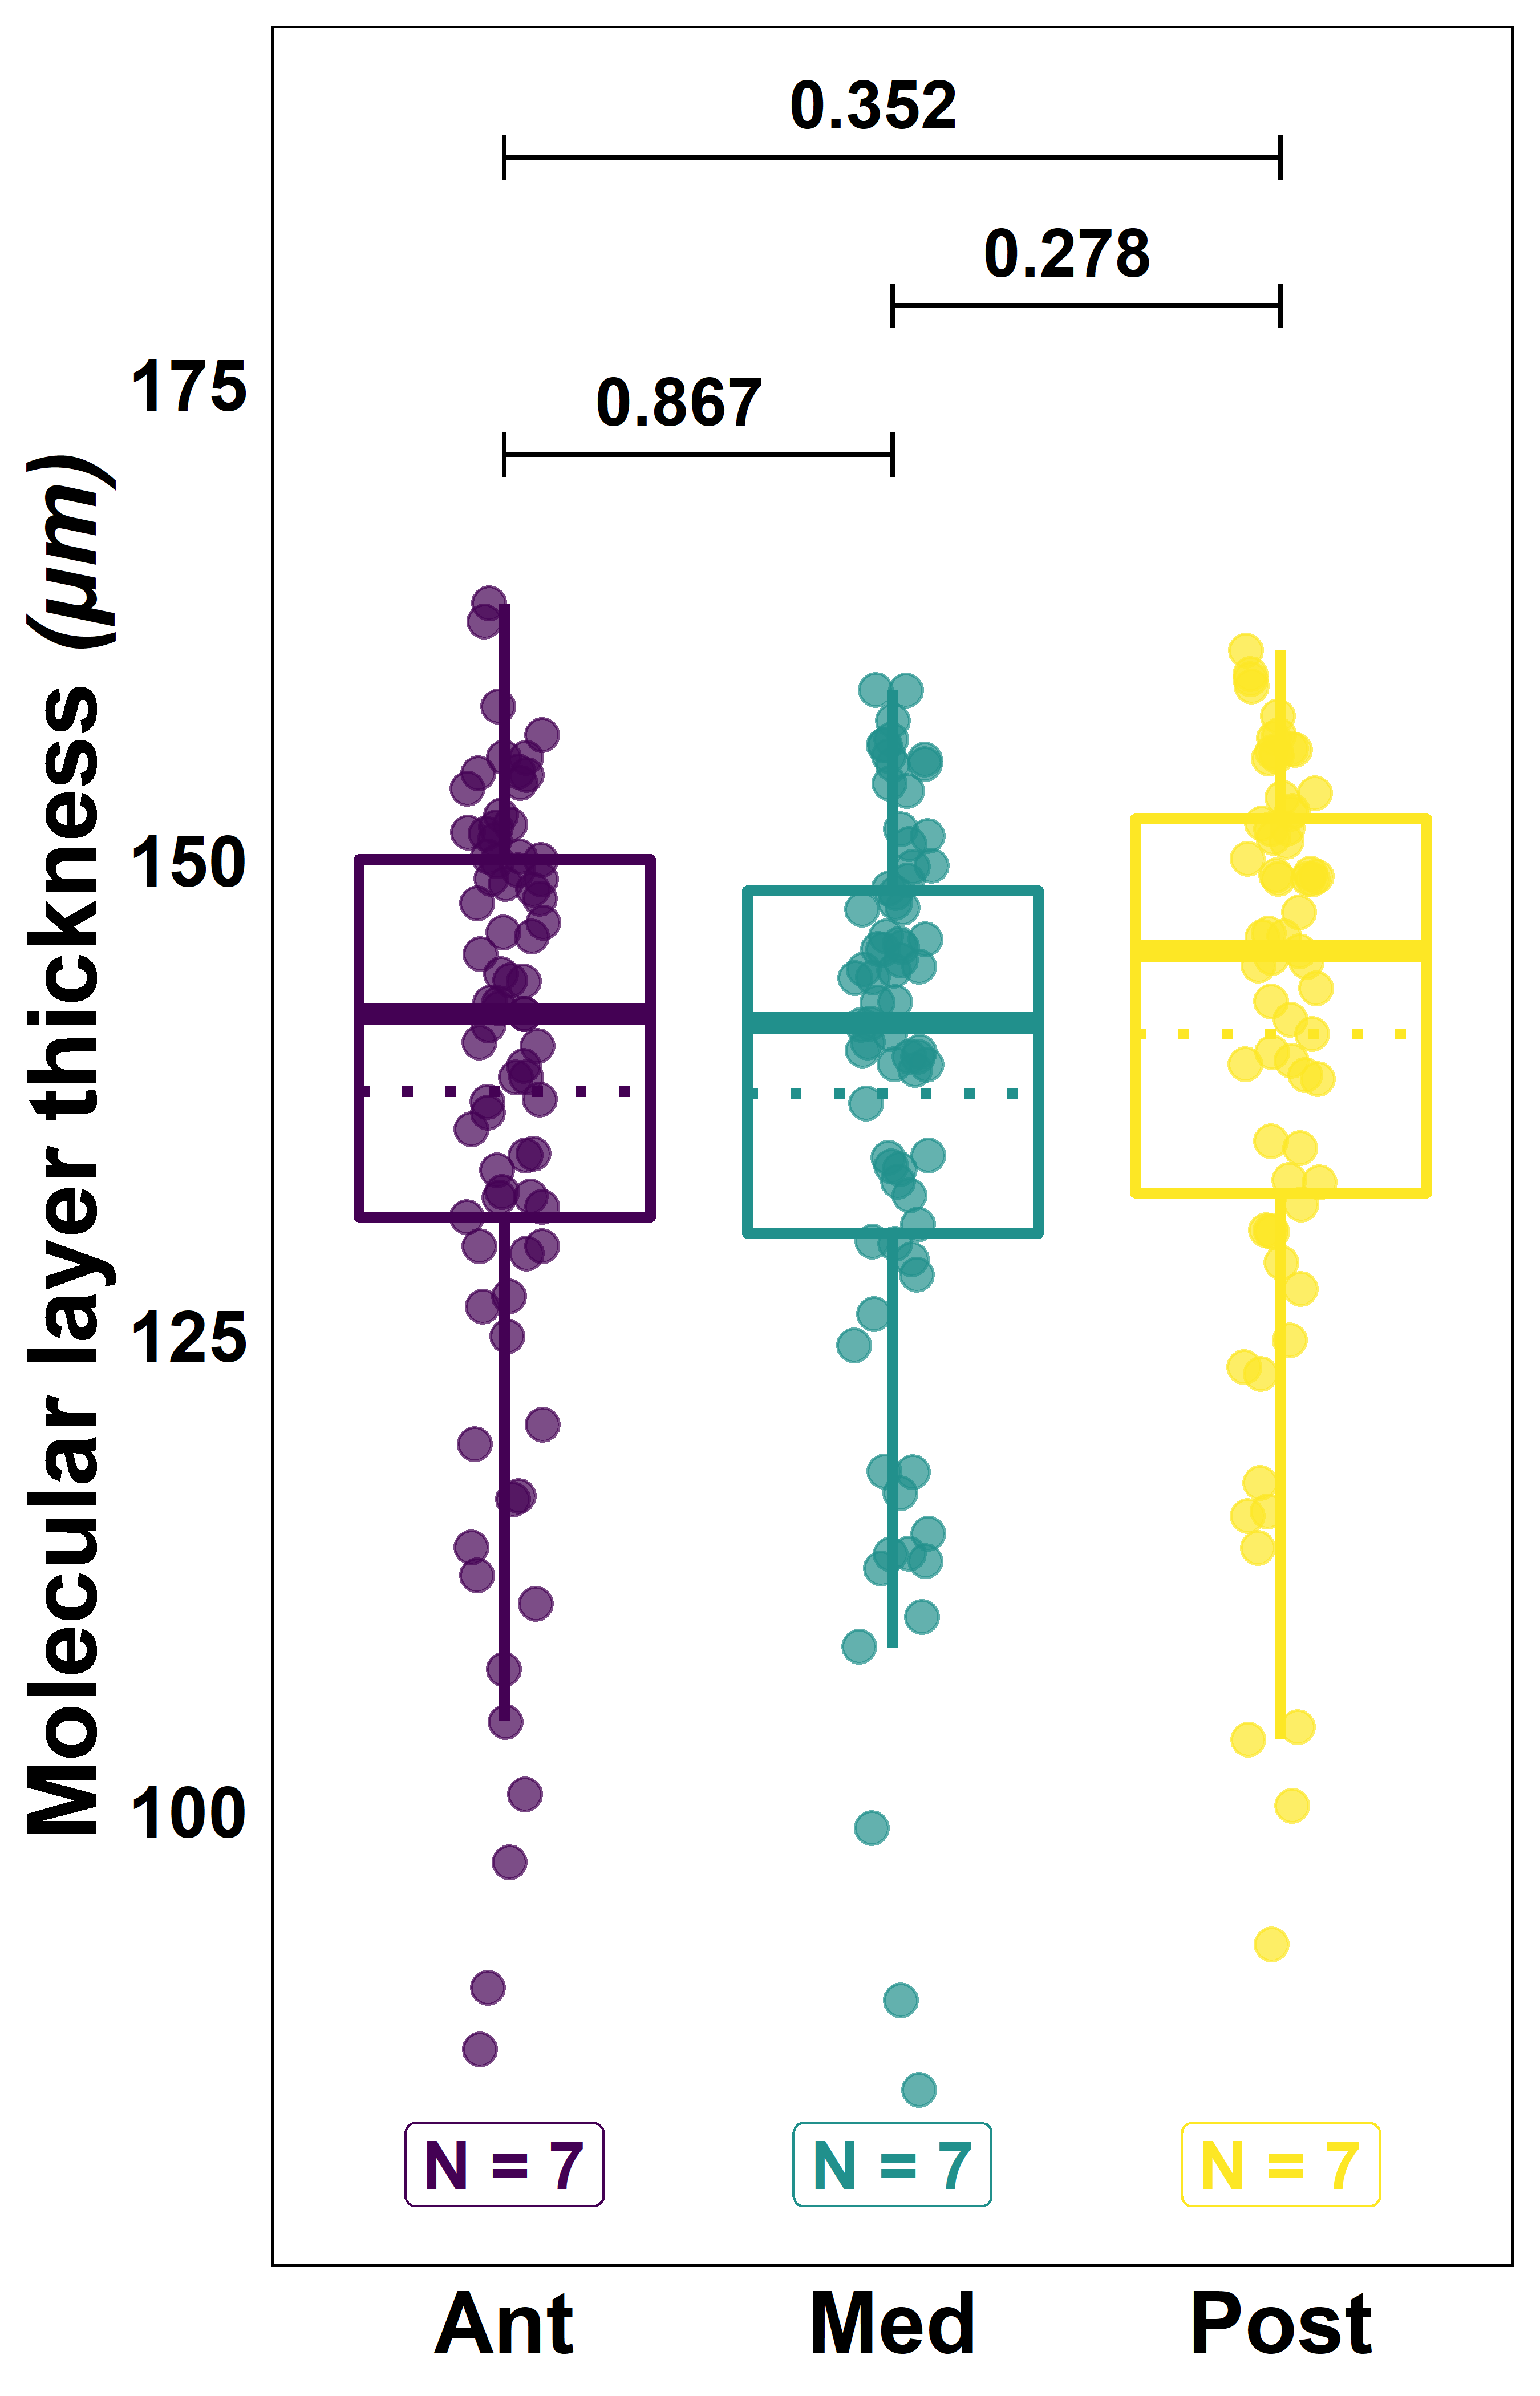 0.352
0.278
0.867
Molecular layer thickness (µm)
175
150
125
100
N = 7
N = 7
N = 7
Ant
Med
Post